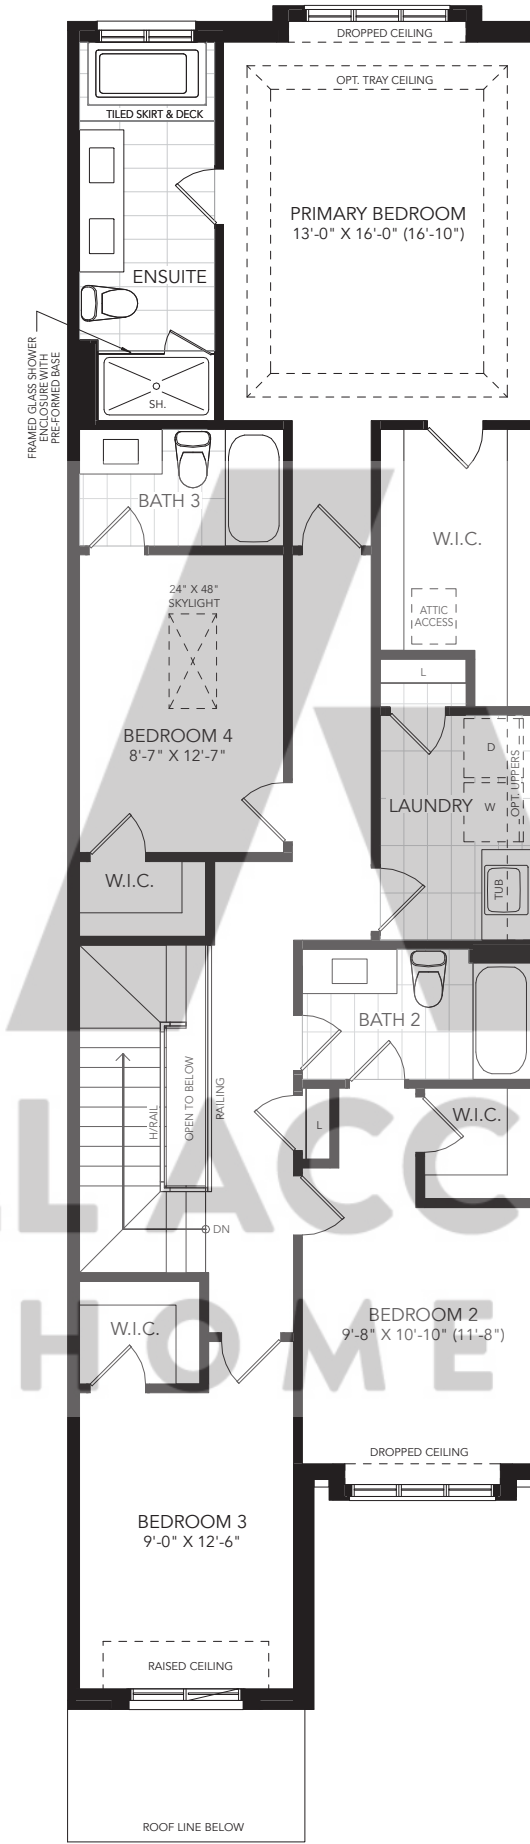 DROPPED CEILING
OPT. TRAY CEILING
TILED SKIRT & DECK
PRIMARY BEDROOM
13'-0" X 16'-0" (16'-10")
ENSUITE
FRAMED GLASS SHOWER
ENCLOSURE WITH
PRE-FORMED BASE
SH.
BATH 3
W.I.C.
24" X 48"
SKYLIGHT
ATTIC
ACCESS
L
BEDROOM 4
8'-7" X 12'-7"
D
OPT. UPPERS
LAUNDRY
W
W.I.C.
TUB
BATH 2
H/RAIL
OPEN TO BELOW
RAILING
L
W.I.C.
LL ACC
DN
HOME
W.I.C.
BEDROOM 2
9'-8" X 10'-10" (11'-8")
DROPPED CEILING
BEDROOM 3
9'-0" X 12'-6"
RAISED CEILING
ROOF LINE BELOW